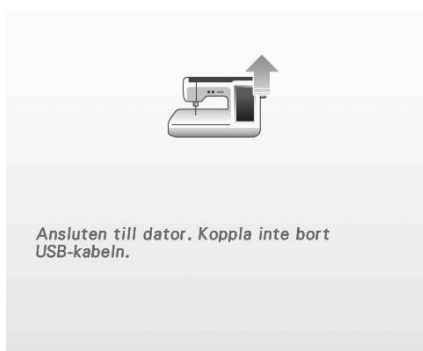 Ansluten till dator. Koppla inte bort
USB-kabeln.